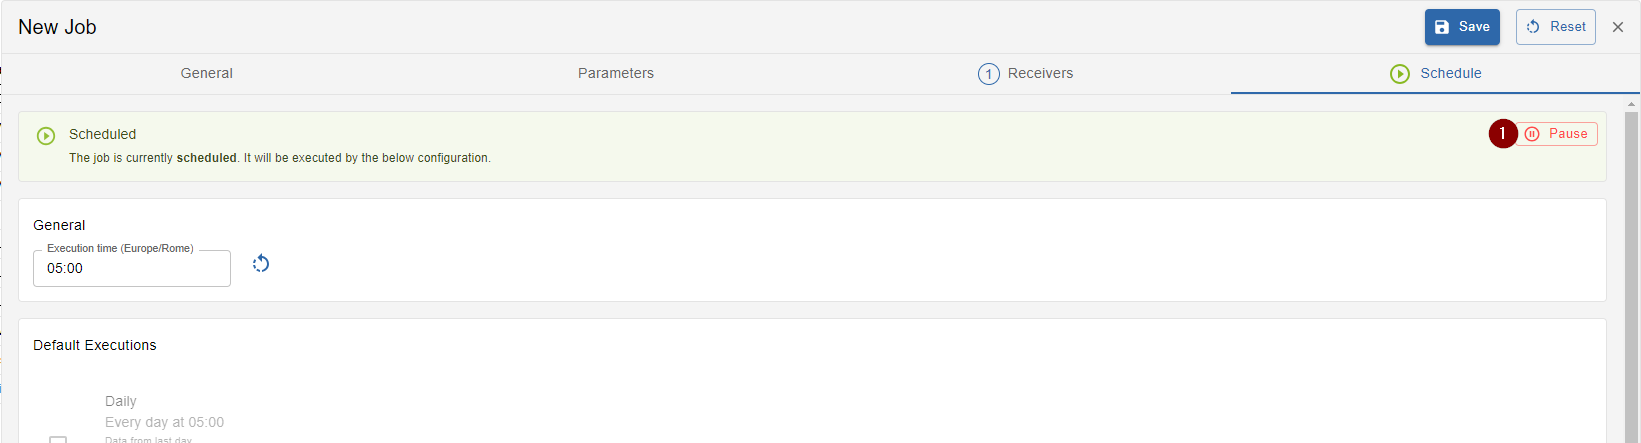 New Job
Save
Reset
General
Parameters
1 Receivers
Schedule
Scheduled
The job is currently scheduled. It will be executed by the below configuration.
1
Pause
General
Execution time (Europe/Rome)
05:00
Default Executions
Daily
Every day at 05:00
Data from last day